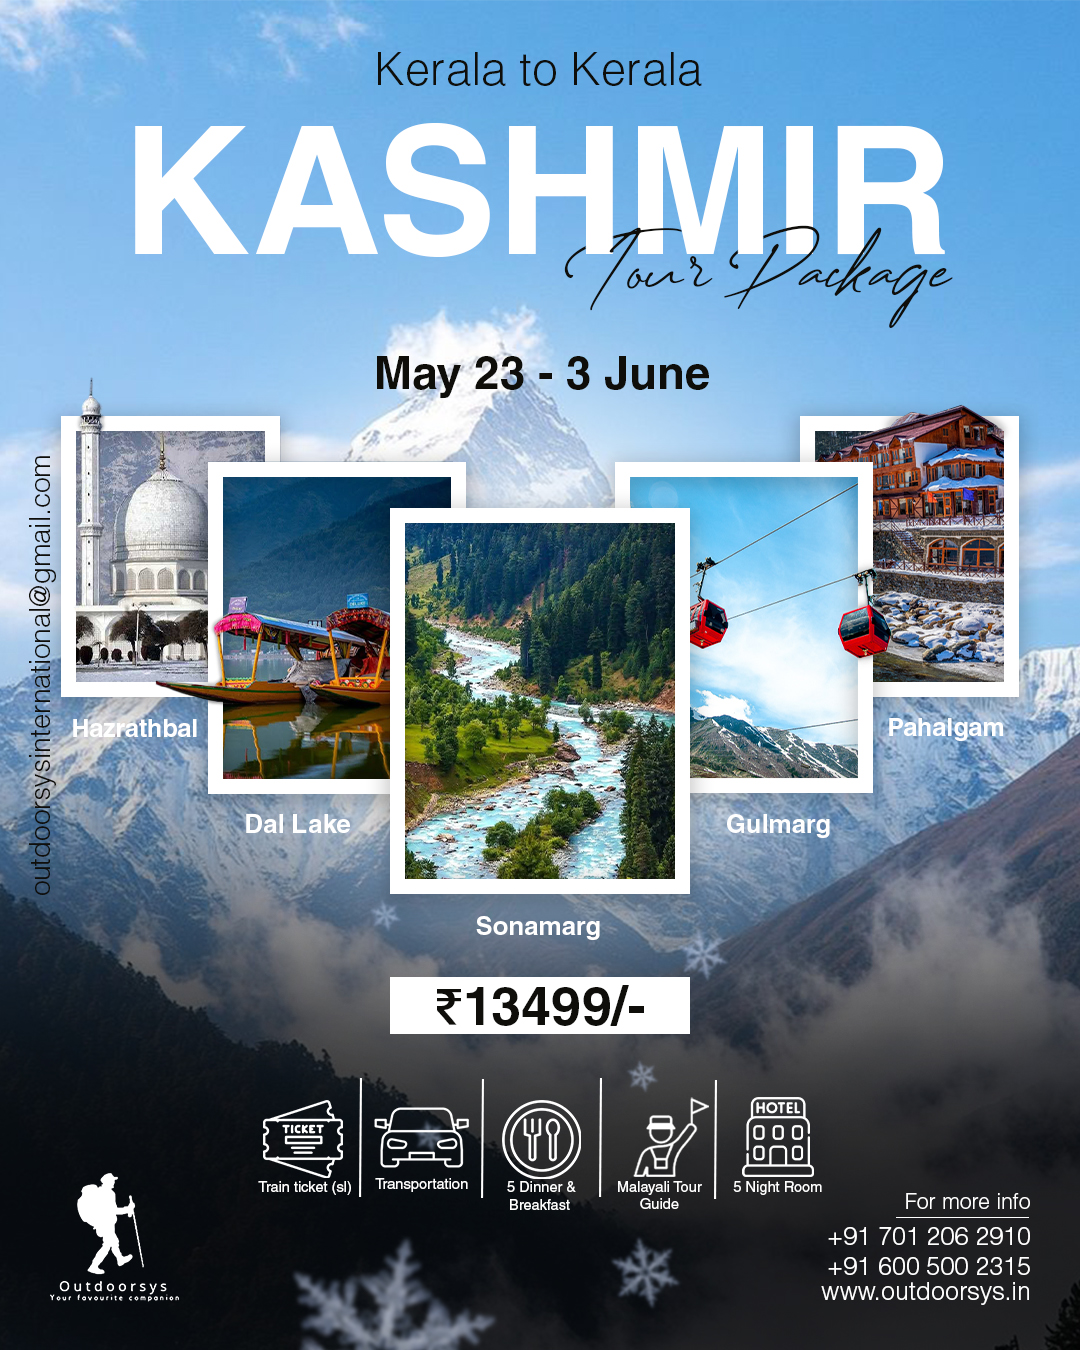 Kerala to Kerala
KASHMIR
Tour Package
May 23 - 3 June
outdoorsysinternational@gmail.com
Hazrathbal
Pahalgam
Dal Lake
Gulmarg
Sonamarg
₹13499/-
TICKET
HOTEL
Train ticket (sl)
Transportation
5 Dinner &
Breakfast
Malayali Tour
Guide
5 Night Room
For more info
+91 701 206 2910
+91 600 500 2315
www.outdoorsys.in
Outdoorsys
Your favourite companion